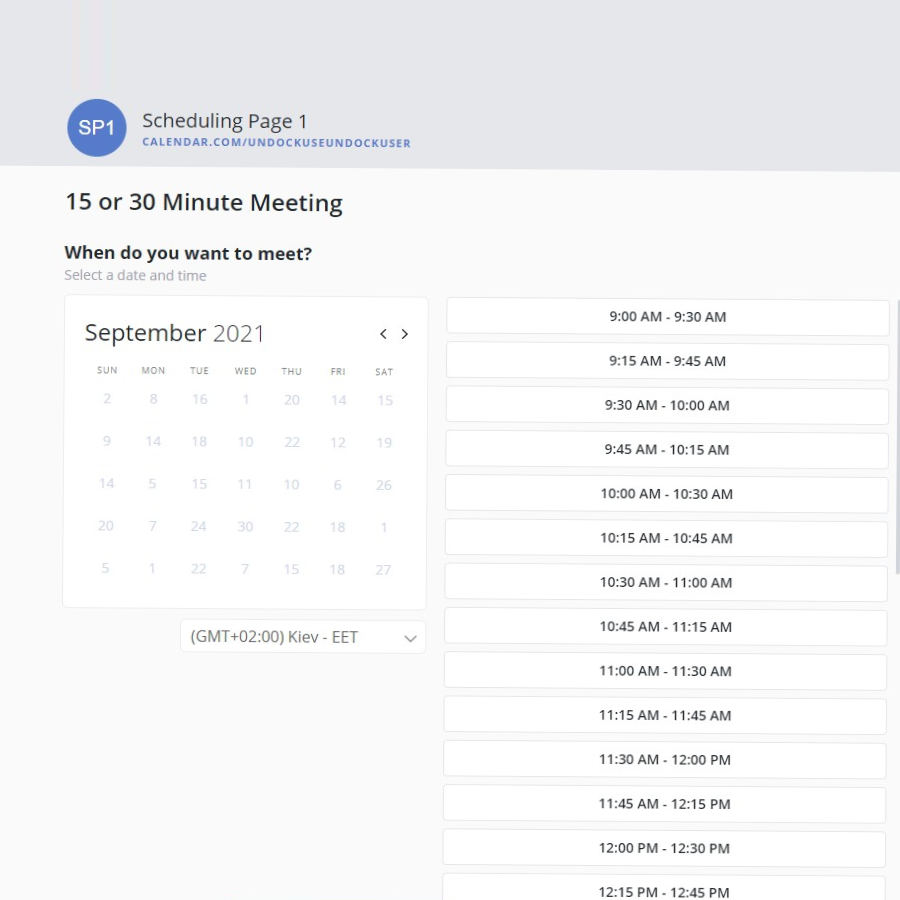 SP1
Scheduling Page 1
CALENDAR.COM/UNDOCKUSEUNDOCKUSER
15 or 30 Minute Meeting
When do you want to meet?
Select a date and time
September 2021
SUN MON TUE WED THU FRI SAT
2 8 16 1 20 14 15
9 14 18 10 22 12 19
14 5 15 11 10 6 26
20 7 24 30 22 18 1
5 1 22 7 15 18 27
(GMT+02:00) Kiev - EET
9:00 AM - 9:30 AM
9:15 AM - 9:45 AM
9:30 AM - 10:00 AM
9:45 AM - 10:15 AM
10:00 AM - 10:30 AM
10:15 AM - 10:45 AM
10:30 AM - 11:00 AM
10:45 AM - 11:15 AM
11:00 AM - 11:30 AM
11:15 AM - 11:45 AM
11:30 AM - 12:00 PM
11:45 AM - 12:15 PM
12:00 PM - 12:30 PM
12:15 PM - 12:45 PM